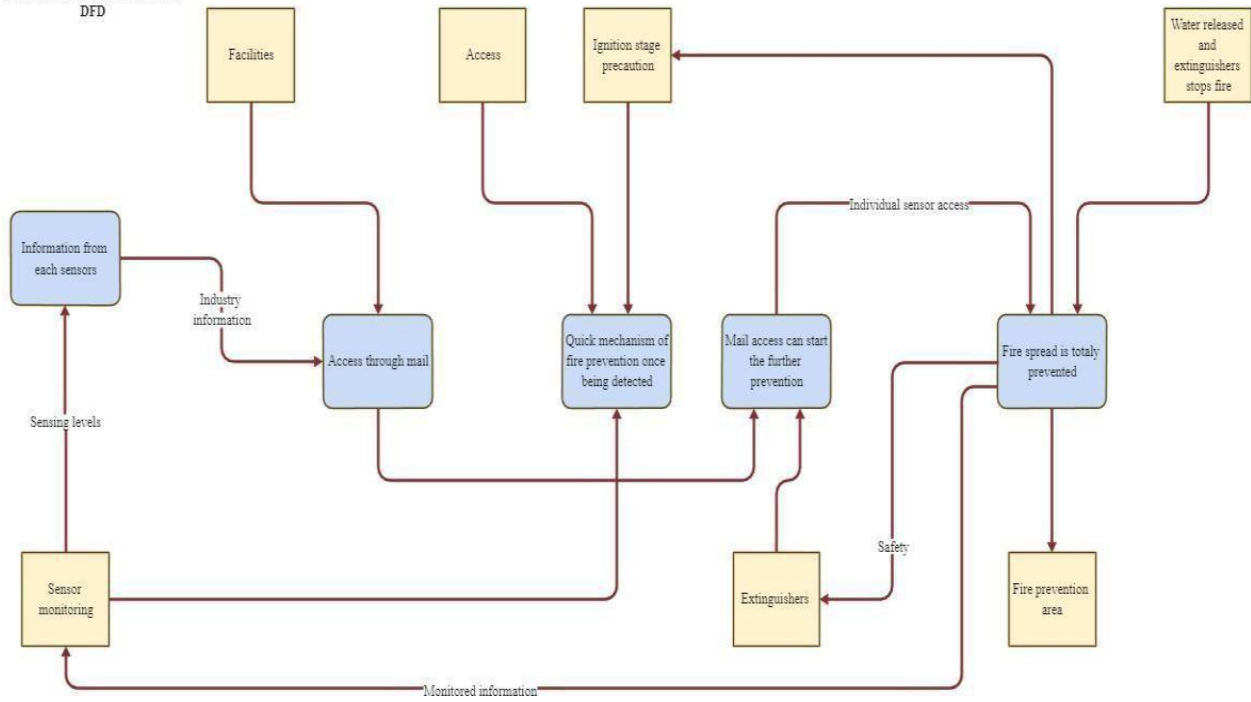 DFD
Facilities
Access
Ignition stage
precaution
Water released
and
extinguishers
stops fire
Individual sensor access
Information from
each sensors
Industry
information
Access through mail
Quick mechanism of
fire prevention once
being detected
Mail access can start
the further
prevention
Fire spread is totaly
prevented
Sensing levels
Safety
Sensor
monitoring
Extinguishers
Fire prevention
area
Monitored information